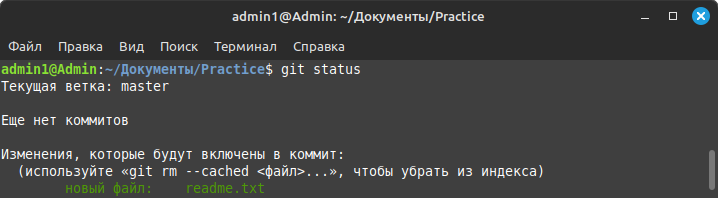 admin1@Admin: ~/Документы/Practice
Файл Правка Вид Поиск Терминал Справка
admin1@Admin:~/Документы/Practice$ git status
Текущая ветка: master
Еще нет коммитов
Изменения, которые будут включены в коммит:
(используйте «git rm --cached <файл>...», чтобы убрать из индекса)
новый файл: readme.txt